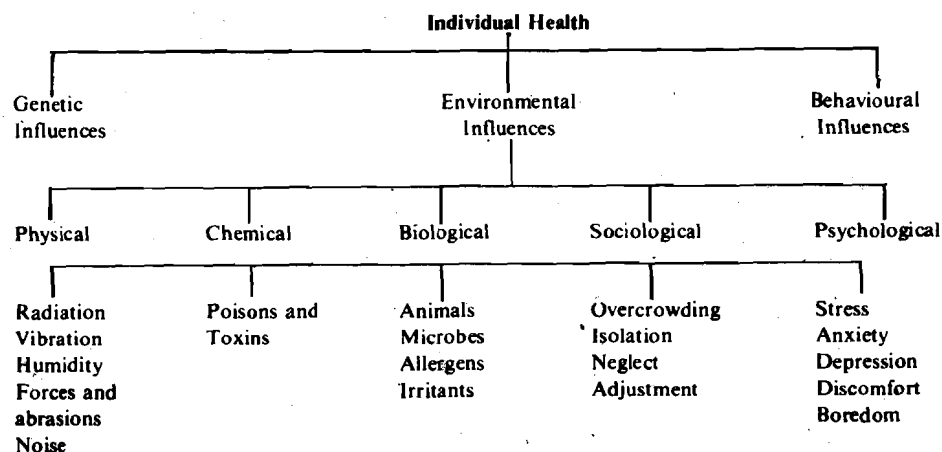 Individual Health
Genetic
Influences
Environmental
Influences
Behavioural
Influences
Physical
Chemical
Biological
Sociological
Psychological
Radiation
Vibration
Humidity
Forces and
abrasions
Noise
Poisons and
Toxins
Animals
Microbes
Allergens
Irritants
Overcrowding
Isolation
Neglect
Adjustment
Stress
Anxiety
Depression
Discomfort
Boredom